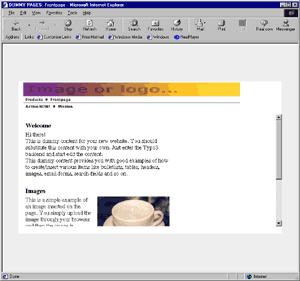 DUMMY PAGES: Frontpage - Microsoft Internet Explorer
File Edit View Favorites Tools Help
Back Forward Stop Refresh Home Search Favorites History Mail Print Real.com Messenger
Address Links Customize Links Free Hotmail Windows Media Windows RealPlayer
Image or logo...
Products Frontpage
Welcome
Hi there!
This is dummy content for your new website. You should
substitute this content with your own. Just enter the Typo3
backend and start edit the content.
This dummy content provides you with good examples of how
to create/insert various items like bulletlists, tables, headers,
images, email-forms, search-fields and so on.
Images
This is a simple example of
an image inserted on the
page. You simply upload the
image through your browser
and then the image is
Done Internet